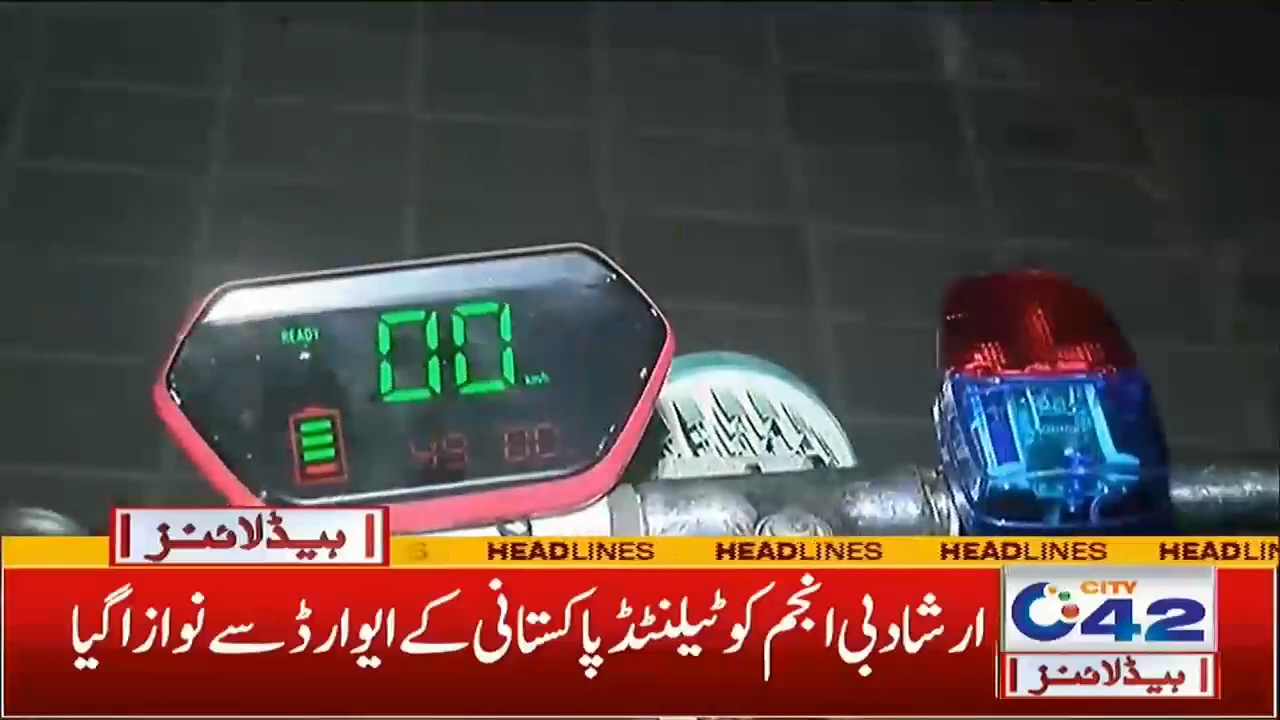 READY
00
km/h
49 00
ہیڈلائنز
HEADLINES HEADLINES HEADLINES HEADLIN
ارشاد بی انجم کو ٹیلنٹڈ پاکستانی کے ایوارڈ سے نوازا گیا
CITY
42
ہیڈلائنز